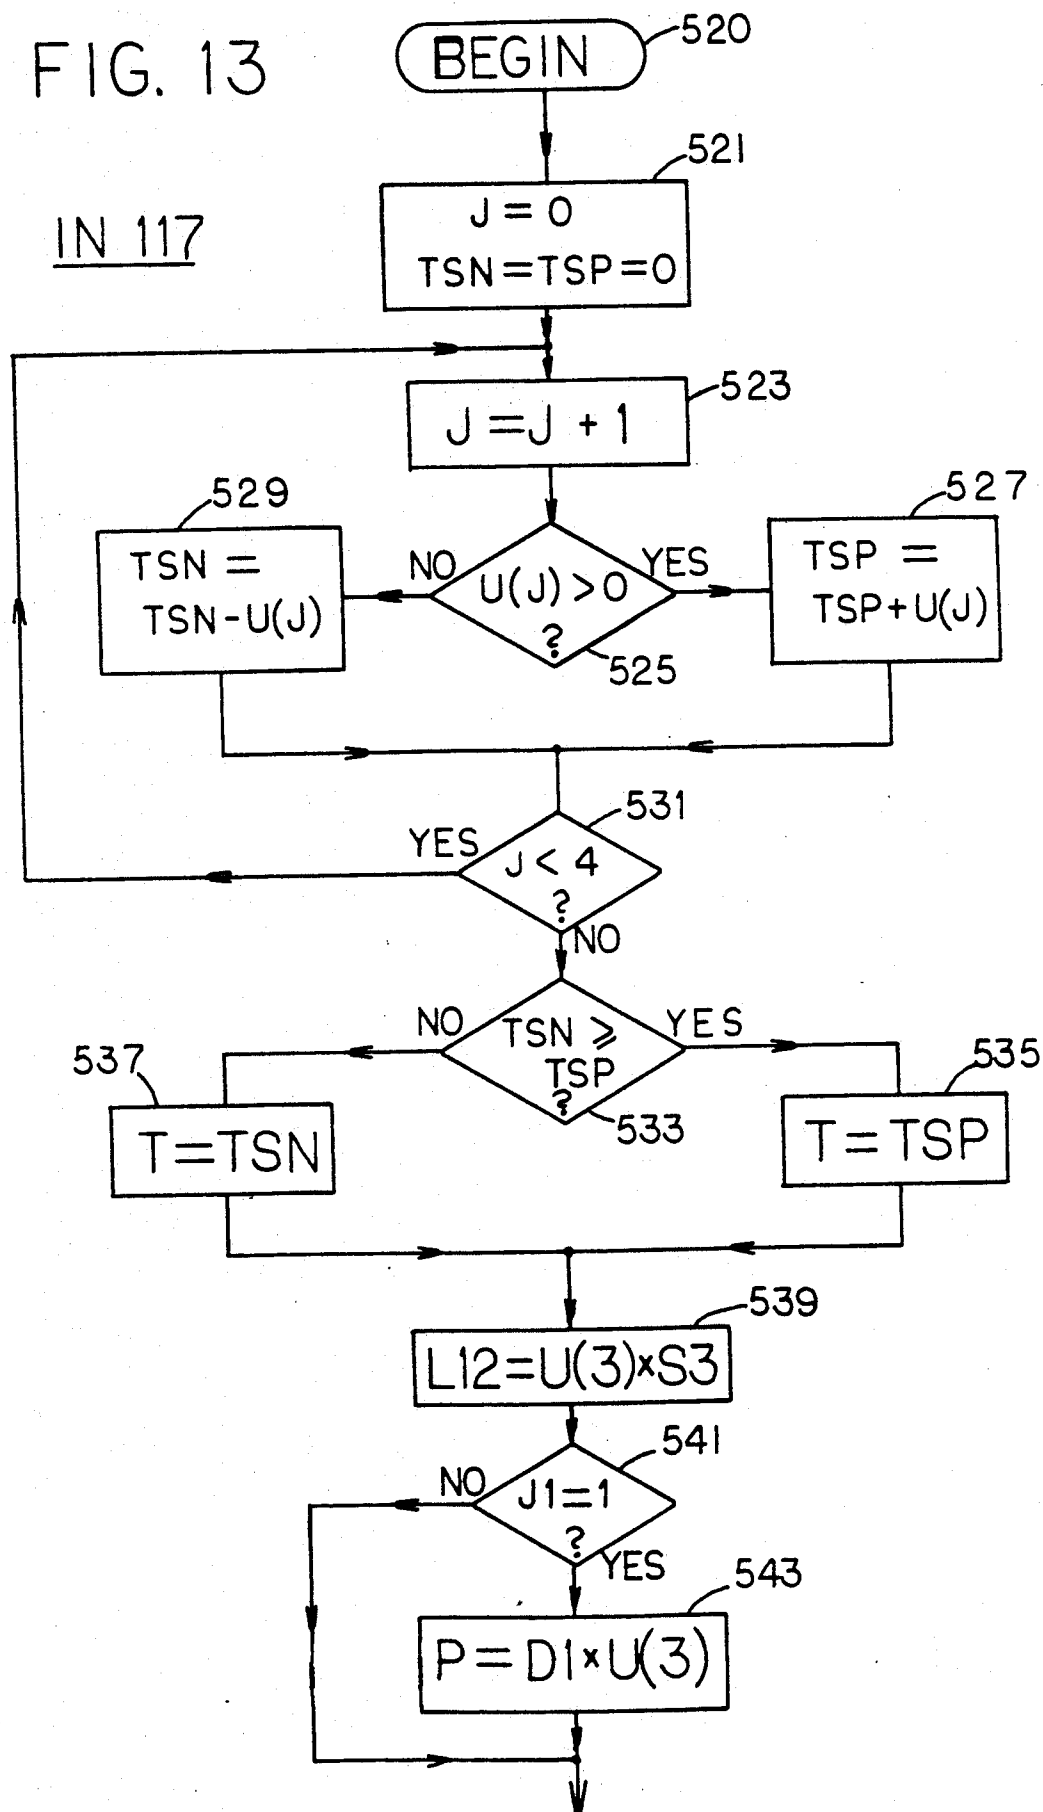 FIG. 13
BEGIN
520
521
J = 0
TSN = TSP = 0
IN 117
523
J = J + 1
529
527
TSN =
TSN - U(J)
NO
U(J) > 0
?
YES
525
TSP =
TSP + U(J)
531
YES
J < 4
?
NO
NO
TSN ⩾
TSP
?
YES
533
537
535
T = TSN
T = TSP
539
L12 = U(3) × S3
541
NO
J1 = 1
?
YES
543
P = D1 × U(3)